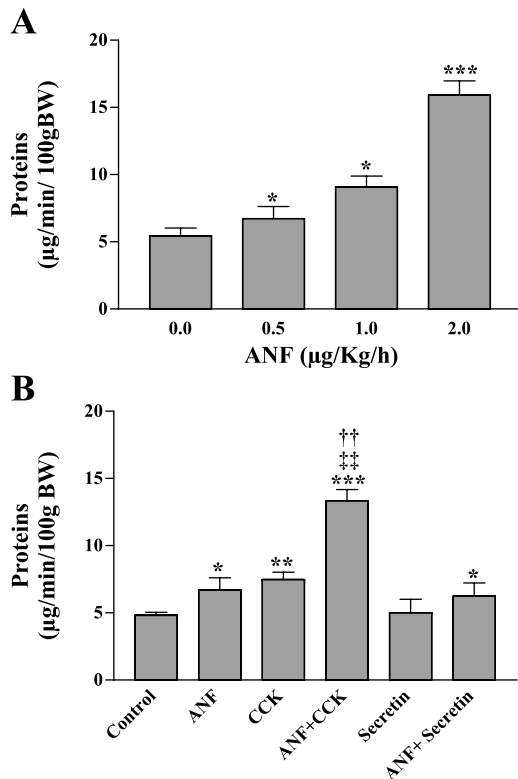 A
Proteins
(µg/min/ 100gBW)
20
15
10
5
0
*
*
***
0.0 0.5 1.0 2.0
ANF (µg/Kg/h)
B
Proteins
(µg/min/100g BW)
20
15
10
5
0
*
**
††
‡‡
***
*
Control ANF CCK ANF+CCK Secretin ANF+ Secretin